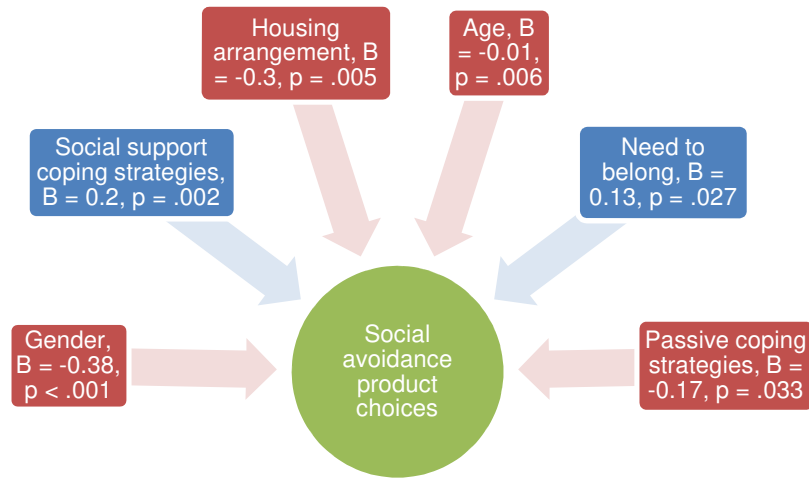 Housing
arrangement, B
= -0.3, p = .005
Age, B
= -0.01,
p = .006
Social support
coping strategies,
B = 0.2, p = .002
Need to
belong, B =
0.13, p = .027
Gender,
B = -0.38,
p < .001
Social
avoidance
product
choices
Passive coping
strategies, B =
-0.17, p = .033